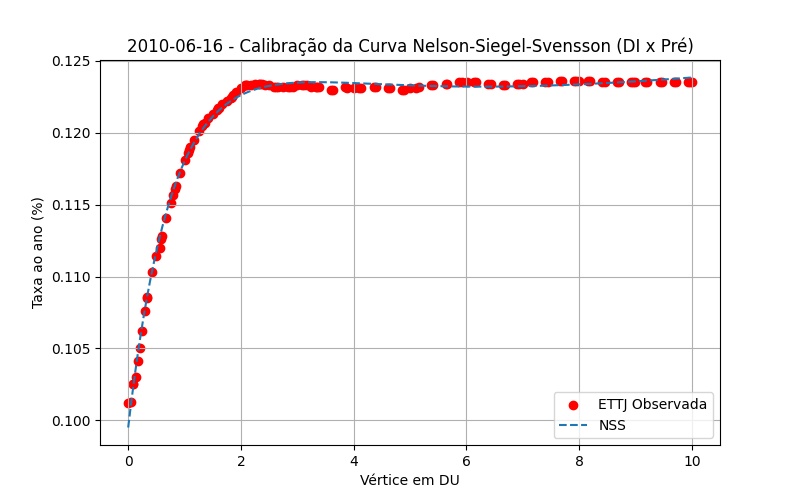 2010-06-16 - Calibração da Curva Nelson-Siegel-Svensson (DI x Pré)
0.125
0.120
0.115
0.110
0.105
0.100
Taxa ao ano (%)
0 2 4 6 8 10
Vértice em DU
ETTJ Observada
NSS